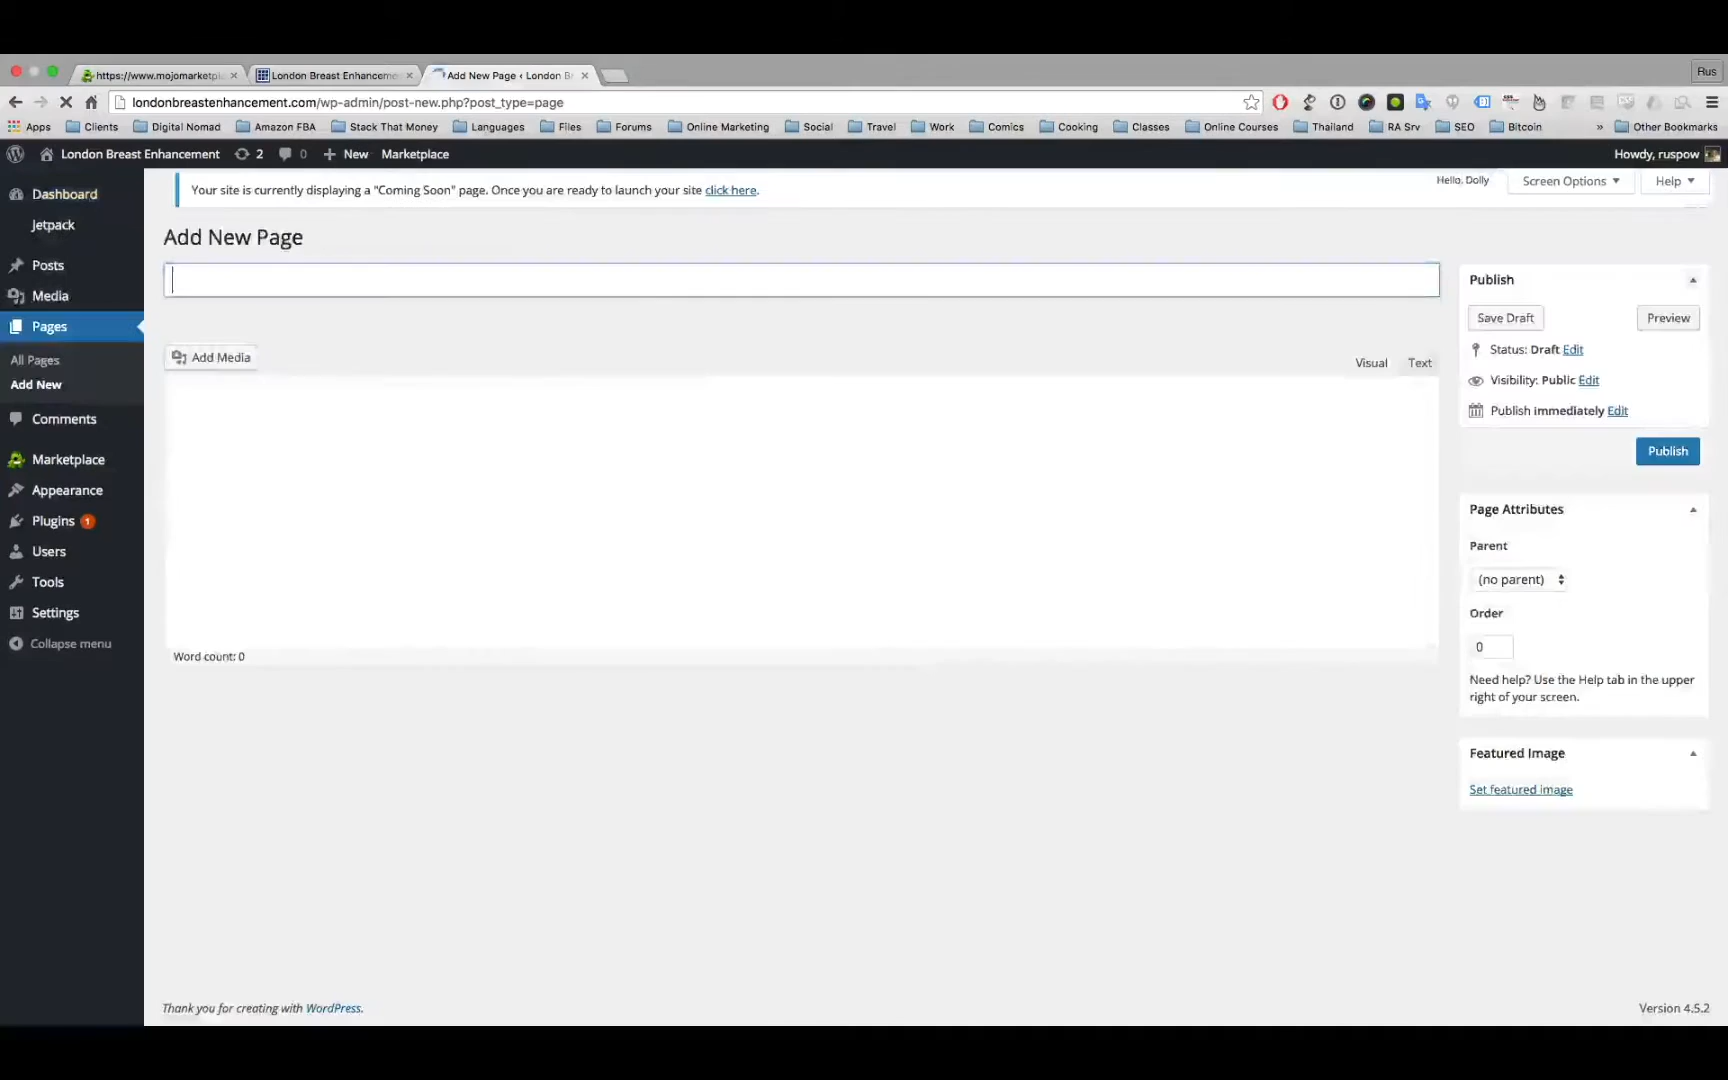 https://www.mojomarketpl
London Breast Enhanceme
Add New Page ‹ London B
Rus
londonbreastenhancement.com/wp-admin/post-new.php?post_type=page
Apps Clients Digital Nomad Amazon FBA Stack That Money Languages Files Forums Online Marketing Social Travel Work Comics Cooking Classes Online Courses Thailand RA Srv SEO Bitcoin » Other Bookmarks
London Breast Enhancement 2 0 + New Marketplace Howdy, ruspow
Dashboard
Jetpack
Posts
Media
Pages
All Pages
Add New
Comments
Marketplace
Appearance
Plugins 1
Users
Tools
Settings
Collapse menu
Your site is currently displaying a "Coming Soon" page. Once you are ready to launch your site click here.
Hello, Dolly
Screen Options
Help
Add New Page
Add Media
Visual Text
Word count: 0
Publish
Save Draft Preview
Status: Draft Edit
Visibility: Public Edit
Publish immediately Edit
Publish
Page Attributes
Parent
(no parent)
Order
0
Need help? Use the Help tab in the upper
right of your screen.
Featured Image
Set featured image
Thank you for creating with WordPress.
Version 4.5.2